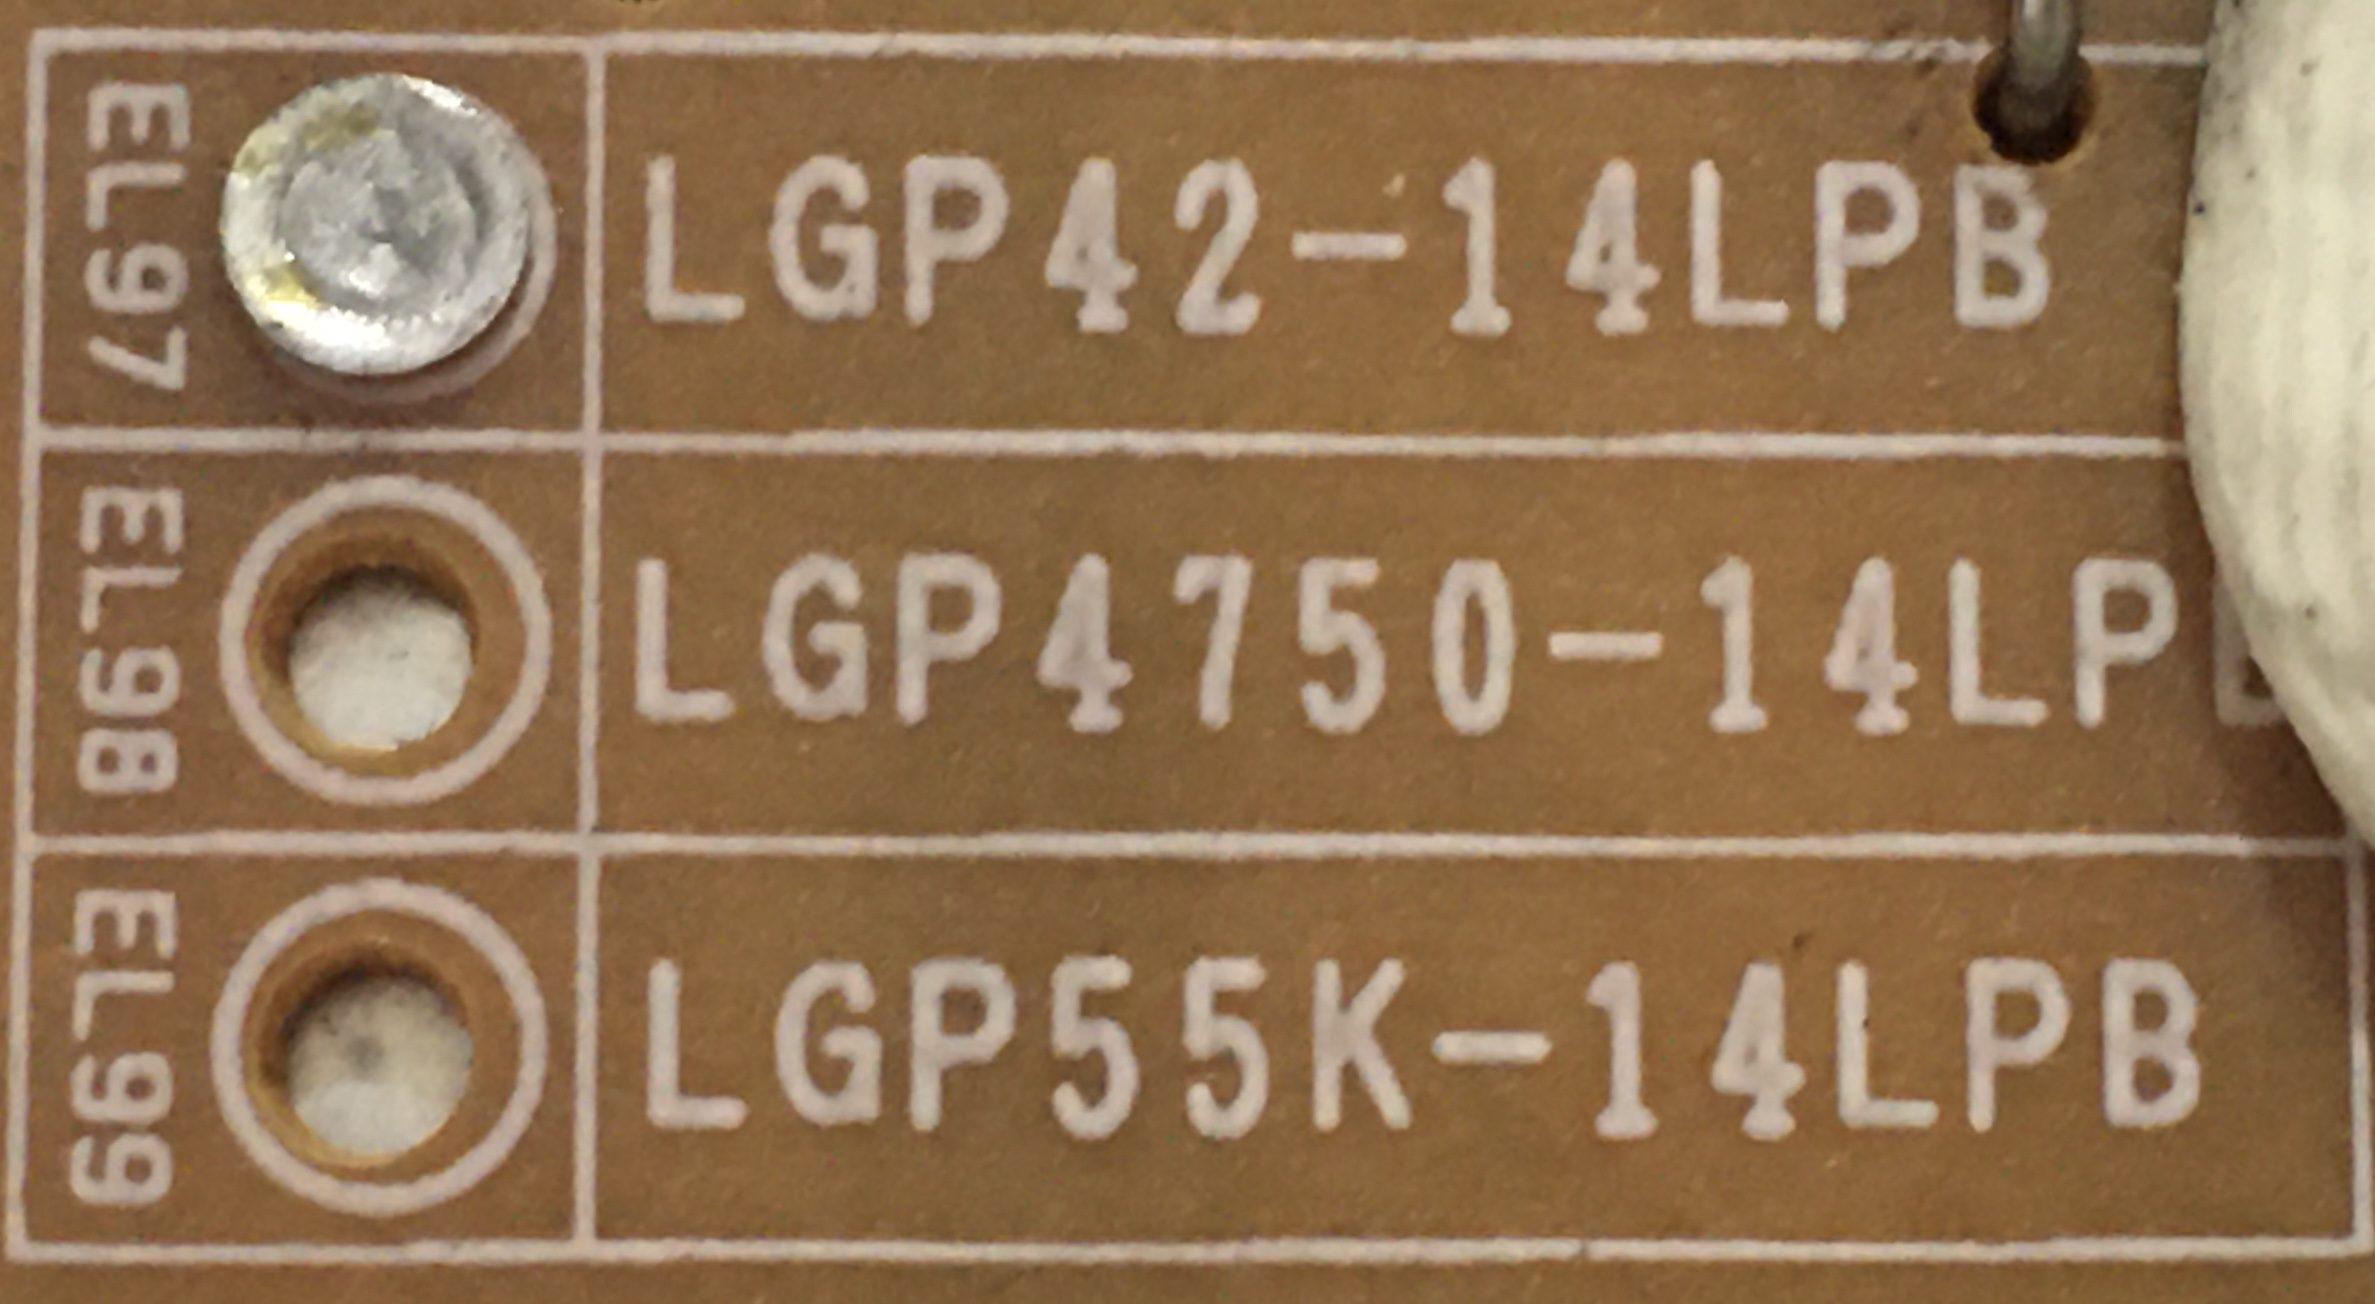 EL97 LGP42-14LPB
EL98 LGP4750-14LP
EL99 LGP55K-14LPB